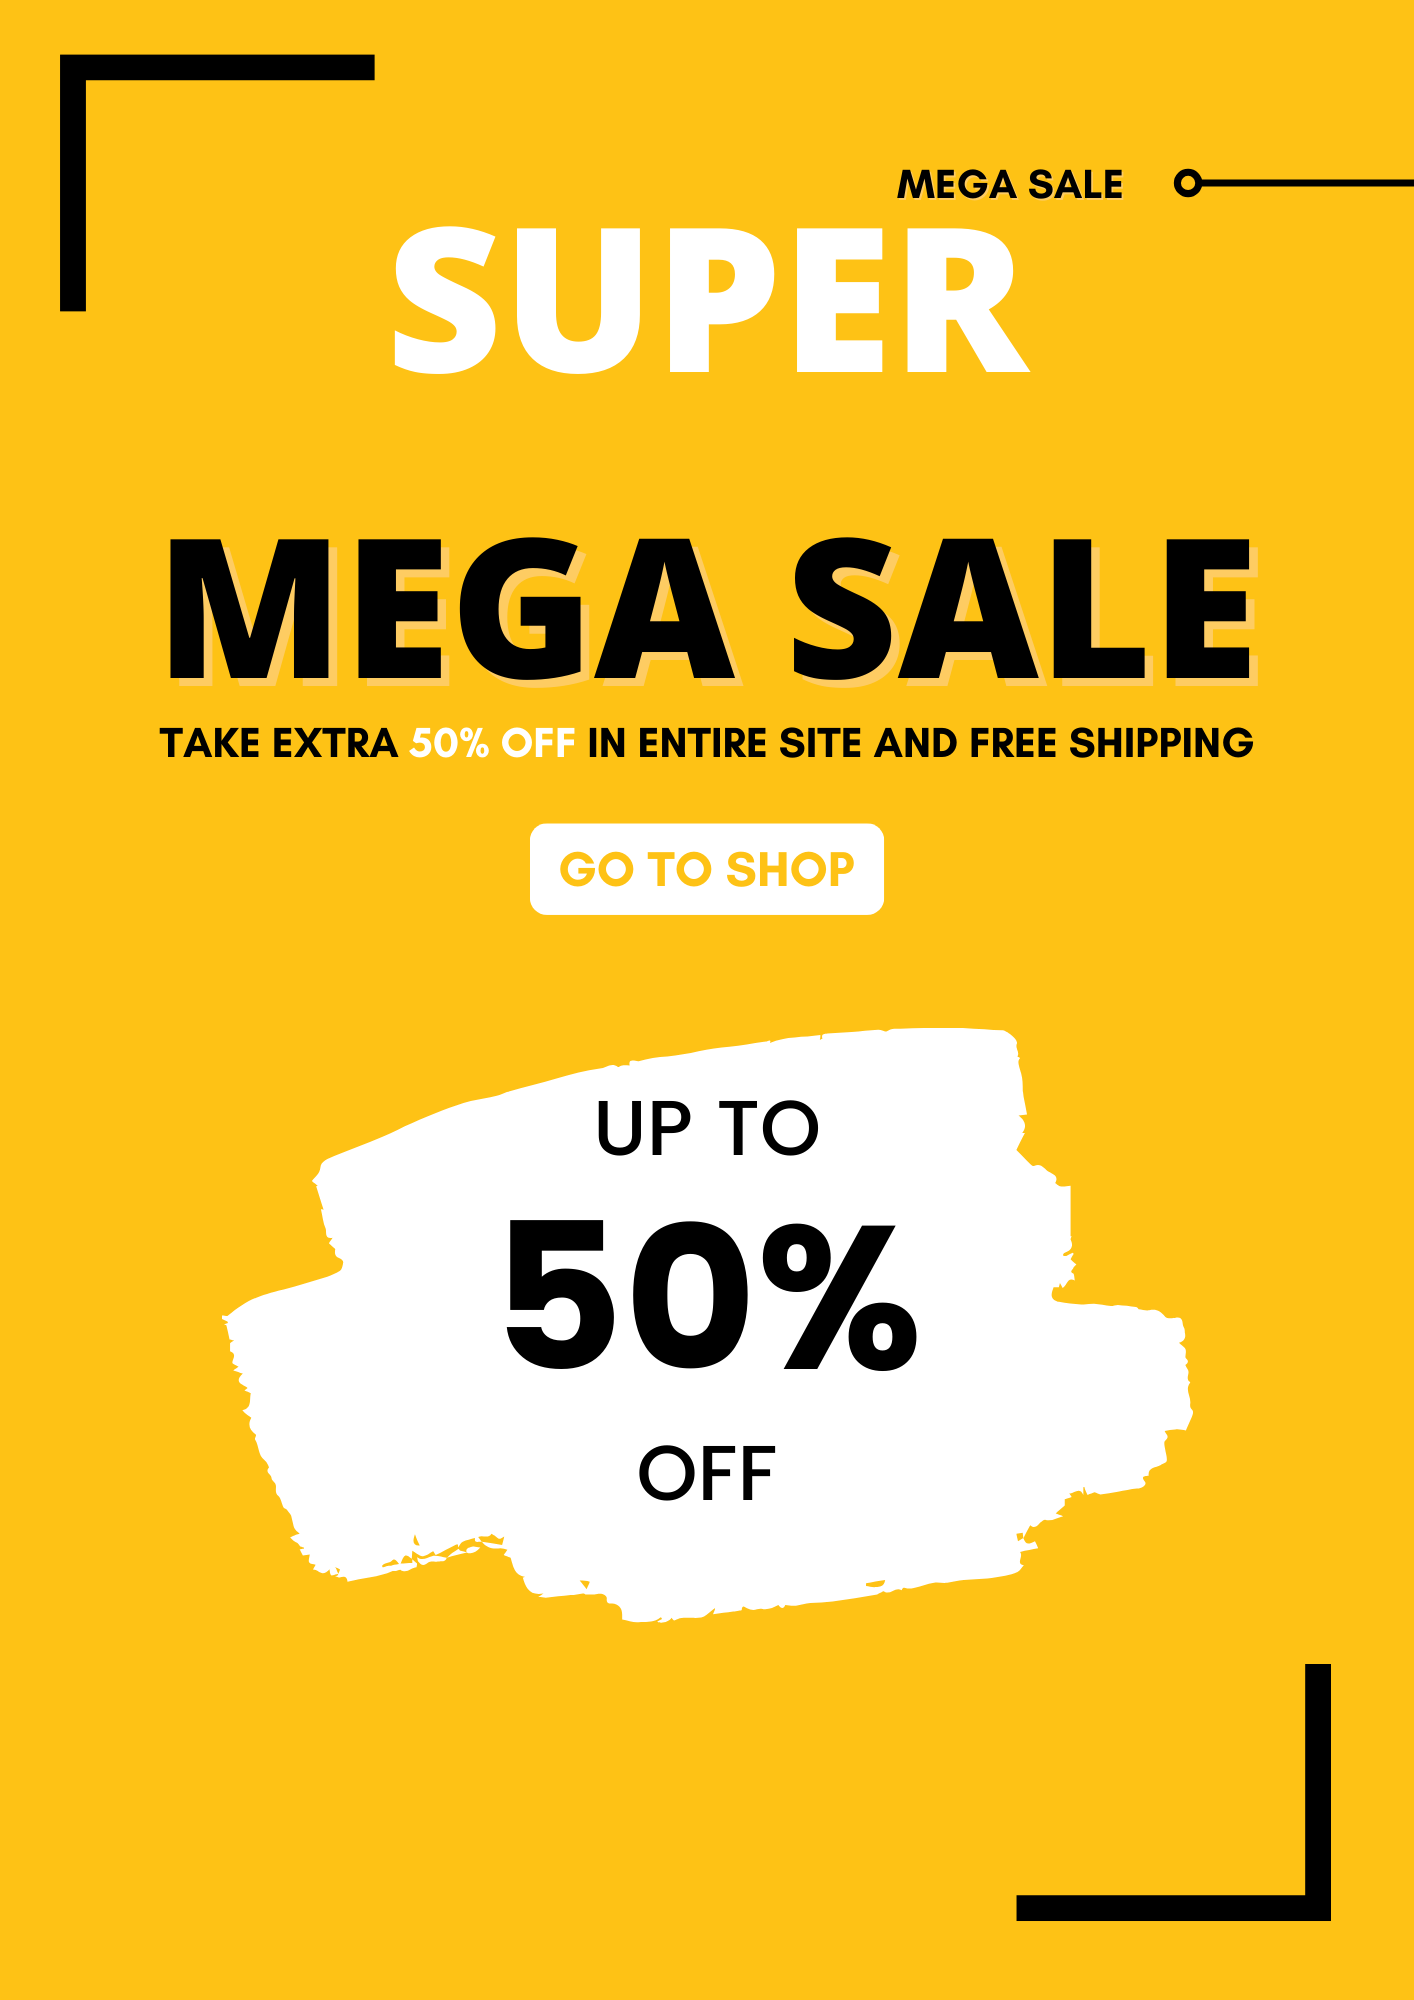 MEGA SALE
SUPER
MEGA SALE
TAKE EXTRA 50% OFF IN ENTIRE SITE AND FREE SHIPPING
GO TO SHOP
UP TO
50%
OFF